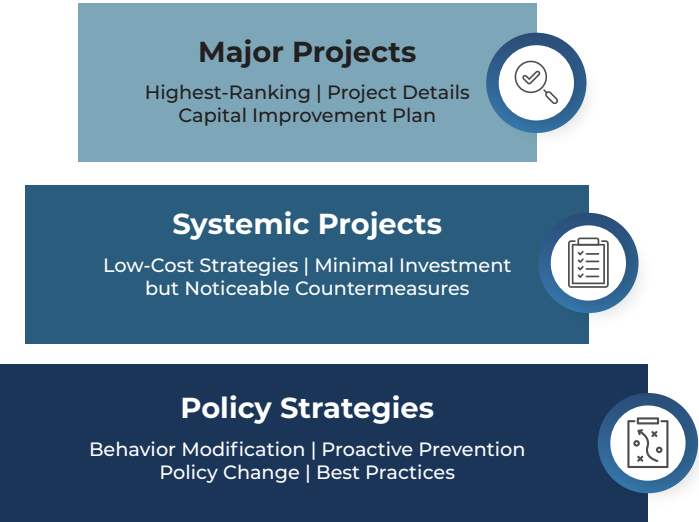 Major Projects
Highest-Ranking | Project Details
Capital Improvement Plan
Systemic Projects
Low-Cost Strategies | Minimal Investment
but Noticeable Countermeasures
Policy Strategies
Behavior Modification | Proactive Prevention
Policy Change | Best Practices